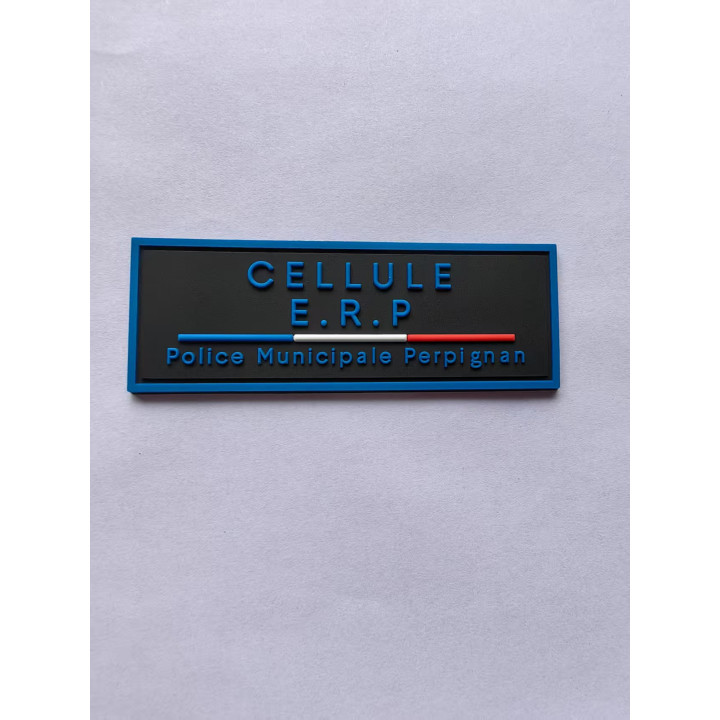 CELLULE
E.R.P
Police Municipale Perpignan